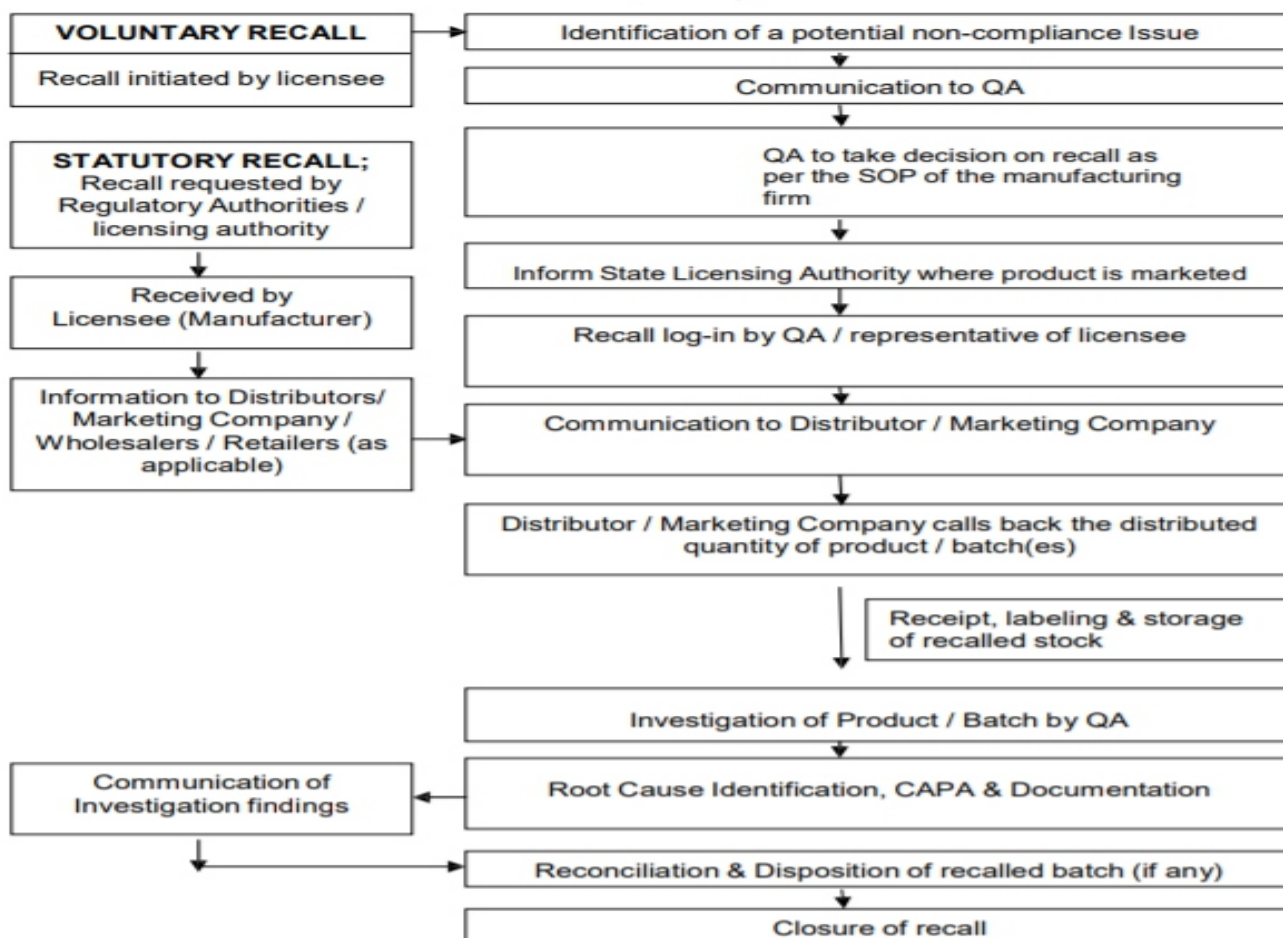 VOLUNTARY RECALL
Recall initiated by licensee
Identification of a potential non-compliance Issue
Communication to QA
STATUTORY RECALL;
Recall requested by
Regulatory Authorities /
licensing authority
QA to take decision on recall as
per the SOP of the manufacturing
firm
Inform State Licensing Authority where product is marketed
Received by
Licensee (Manufacturer)
Recall log-in by QA / representative of licensee
Information to Distributors/
Marketing Company /
Wholesalers / Retailers (as
applicable)
Communication to Distributor / Marketing Company
Distributor / Marketing Company calls back the distributed
quantity of product / batch(es)
Receipt, labeling & storage
of recalled stock
Investigation of Product / Batch by QA
Root Cause Identification, CAPA & Documentation
Communication of
Investigation findings
Reconciliation & Disposition of recalled batch (if any)
Closure of recall